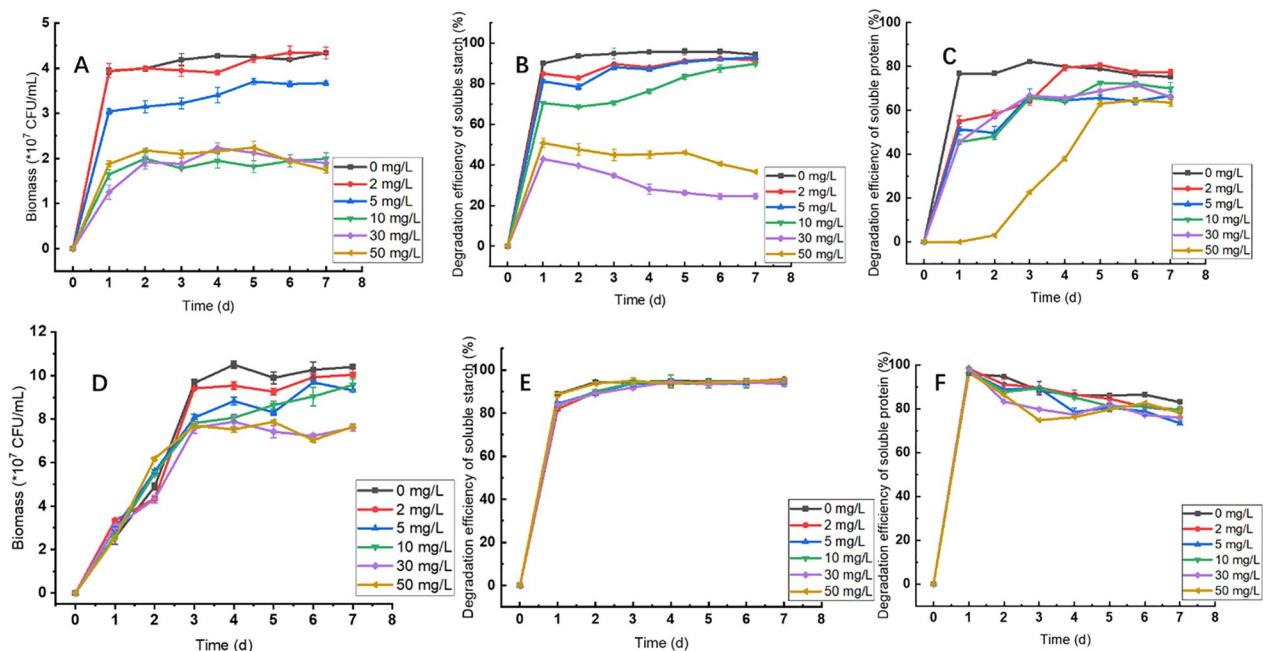 A
Biomass (*10⁷ CFU/mL)
5
4
3
2
1
0
0 1 2 3 4 5 6 7 8
Time (d)
0 mg/L
2 mg/L
5 mg/L
10 mg/L
30 mg/L
50 mg/L
B
Degradation efficiency of soluble starch (%)
100
80
60
40
20
0
0 1 2 3 4 5 6 7 8
Time (d)
0 mg/L
2 mg/L
5 mg/L
10 mg/L
30 mg/L
50 mg/L
C
Degradation efficiency of soluble protein (%)
100
80
60
40
20
0
0 1 2 3 4 5 6 7 8
Time (d)
0 mg/L
2 mg/L
5 mg/L
10 mg/L
30 mg/L
50 mg/L
D
Biomass (*10⁷ CFU/mL)
12
10
8
6
4
2
0
0 1 2 3 4 5 6 7 8
Time (d)
0 mg/L
2 mg/L
5 mg/L
10 mg/L
30 mg/L
50 mg/L
E
Degradation efficiency of soluble starch (%)
100
80
60
40
20
0
0 1 2 3 4 5 6 7 8
Time (d)
0 mg/L
2 mg/L
5 mg/L
10 mg/L
30 mg/L
50 mg/L
F
Degradation efficiency of soluble protein (%)
100
80
60
40
20
0
0 1 2 3 4 5 6 7 8
Time (d)
0 mg/L
2 mg/L
5 mg/L
10 mg/L
30 mg/L
50 mg/L